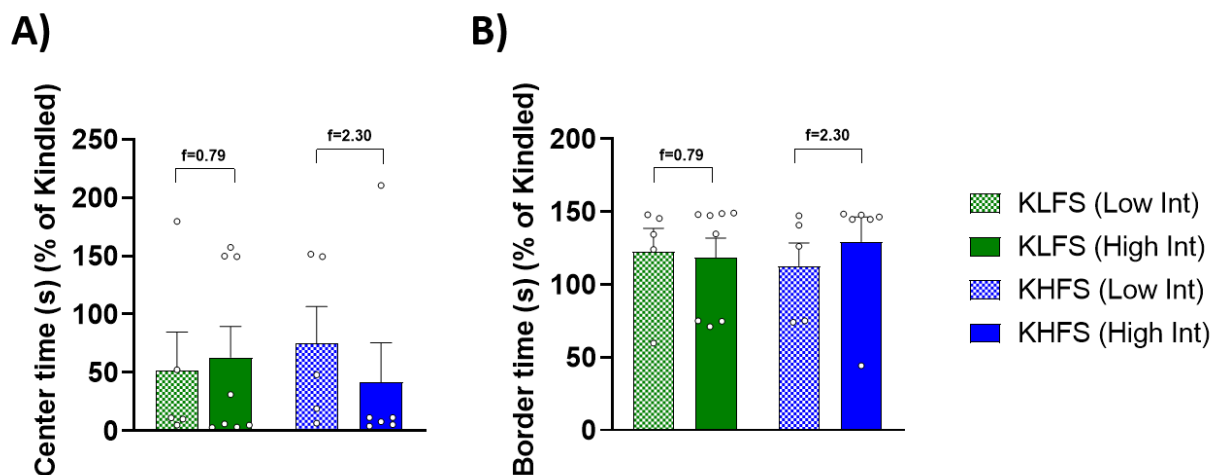 A)
Center time (s) (% of Kindled)
250
200
150
100
50
0
f=0.79
f=2.30
B)
Border time (s) (% of Kindled)
200
150
100
50
0
f=0.79
f=2.30
KLFS (Low Int)
KLFS (High Int)
KHFS (Low Int)
KHFS (High Int)